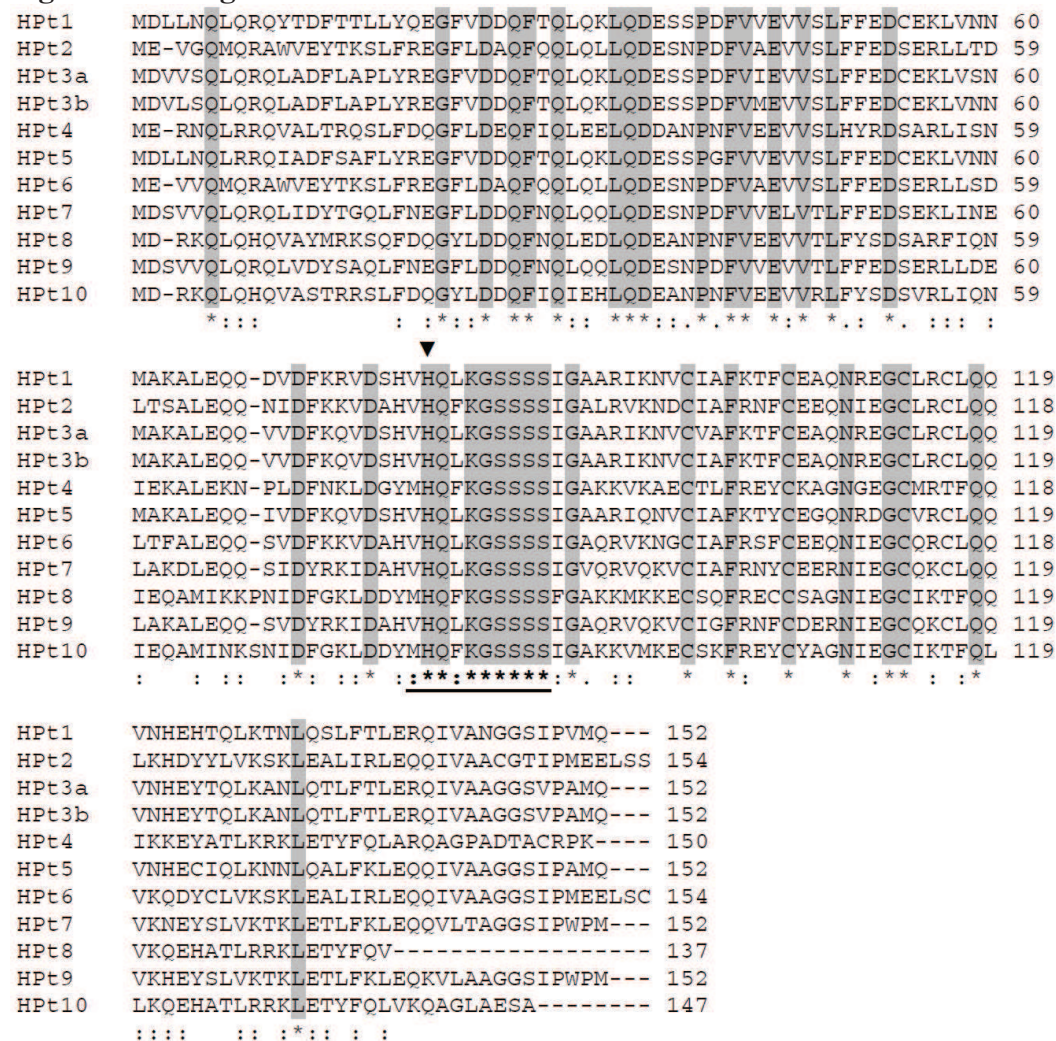 HPt1 MDLLNQLQRQYTDFTTLLYQEGFVDDQFTQLQKLQDESSPDFVVEVVSLFFEDSEKLVNN 60
HPt2 ME-VGQMQRAWVEYTKSLFREGFLDAQFQQLQLLQDESNPDFVAEVVSLFFEDSERLLTD 59
HPt3a MDVVSQLQRQLADFLAPLYREGFVDDQFTQLQKLQDESSPDFVIEVVSLFFEDCEKLVSN 60
HPt3b MDVLSQLQRQLADFLAPLYREGFVDDQFTQLQKLQDESSPDFVMEVVSLFFEDCEKLVNN 60
HPt4 ME-RNQLRRQVALTRQSLFDQGFLDEQFIQLEELQDDANPNFVEEVVSLHYRDSARLISN 59
HPt5 MDLLNQLRRQIADFSAFLYREGFVDDQFTQLQKLQDESSPGFVVEVVSLFFEDCEKLVNN 60
HPt6 ME-VVQMQRAWVEYTKSLFREGFLDAQFQQLQLLQDESNPDFVAEVVSLFFEDSERLLSD 59
HPt7 MDSVVQLQRQLIDYTGQLFNEGFLDDQFNQLQQLQDESNPDFVVELVTLFFEDSEKLINE 60
HPt8 MD-RKQLQHQVAYMRKSQFDQGYLDDQFNQLEDLQDEANPNFVEEVVTLFYSDSARFIQN 59
HPt9 MDSVVQLQRQLVDYSAQLFNEGFLDDQFNQLQQLQDESNPDFVVEVVTLFFEDSERLLDE 60
HPt10 MD-RKQLQHQVASTRRSLFDQGYLDDQFIQIEHLQDEANPNFVEEVVRLFYSDSVRLIQN 59
*::: : :*::* ** *:: ***::.*.** *:* *.: *. ::: :
▼
HPt1 MAKALEQQ-DVDFKRVDSHVHQLKGSSSSIGAARIKNVCIAFKTFCEAQNREGCLRCLQQ 119
HPt2 LTSALEQQ-NIDFKKVDAHVHQFKGSSSSIGALRVKNDCIAFRNFCEEQNIEGCLRCLQQ 118
HPt3a MAKALEQQ-VVDFKQVDSHVHQLKGSSSSIGAARIKNVCVAFKTFCEAQNREGCLRCLQQ 119
HPt3b MAKALEQQ-VVDFKQVDSHVHQLKGSSSSIGAARIKNVCIAFKTFCEAQNREGCLRCLQQ 119
HPt4 IEKALEKN-PLDFNKLDGYMHQFKGSSSSIGAKKVKAECTLFREYCKAGNGEGCMRTFQQ 118
HPt5 MAKALEQQ-IVDFKQVDSHVHQLKGSSSSIGAARIQNVCIAFKTYCEGQNRDGCVRCLQQ 119
HPt6 LTFALEQQ-SVDFKKVDAHVHQLKGSSSSIGAQRVKNGCIAFRSFCEEQNIEGCQRCLQQ 118
HPt7 LAKDLEQQ-SIDYRKIDAHVHQLKGSSSSIGVQRVQKVCIAFRNYCEERNIEGCQKCLQQ 119
HPt8 IEQAMIKKPNIDFGKLDDYMHQFKGSSSSFGAKKMKKECSQFRECCSAGNIEGCIKTFQQ 119
HPt9 LAKALEQQ-SVDYRKIDAHVHQLKGSSSSIGAQRVQKVCIGFRNFCDERNIEGCQKCLQQ 119
HPt10 IEQAMINKSNIDFGKLDDYMHQFKGSSSSIGAKKVMKECSKFREYCYAGNIEGCIKTFQL 119
: : :: :*: ::* ::**:******:*. :: * * * * :** : :*
HPt1 VNHEHTQLKTNLQSLFTLERQIVANGGSIPVMQ--- 152
HPt2 LKHDYYLVKSKLEALIRLEQQIVAACGTIPMEELSS 154
HPt3a VNHEYTQLKANLQTLFTLERQIVAAGGSVPAMQ--- 152
HPt3b VNHEYTQLKANLQTLFTLERQIVAAGGSVPAMQ--- 152
HPt4 IKKEYATLKRKLETYFQLARQAGPADTACRPK---- 150
HPt5 VNHECIQLKNNLQALFKLEQQIVAAGGSIPAMQ--- 152
HPt6 VKQDYCLVKSKLEALIRLEQQIVAAGGSIPMEELSC 154
HPt7 VKNEYSLVKTKLETLFKLEQQVLTAGGSIPWPM--- 152
HPt8 VKQEHATLRRKLETYFQV------------------ 137
HPt9 VKHEYSLVKTKLETLFKLEQKVLAAGGSIPWPM--- 152
HPt10 LKQEHATLRRKLETYFQLVKQAGLAESA-------- 147
:::: :: :*:: : :